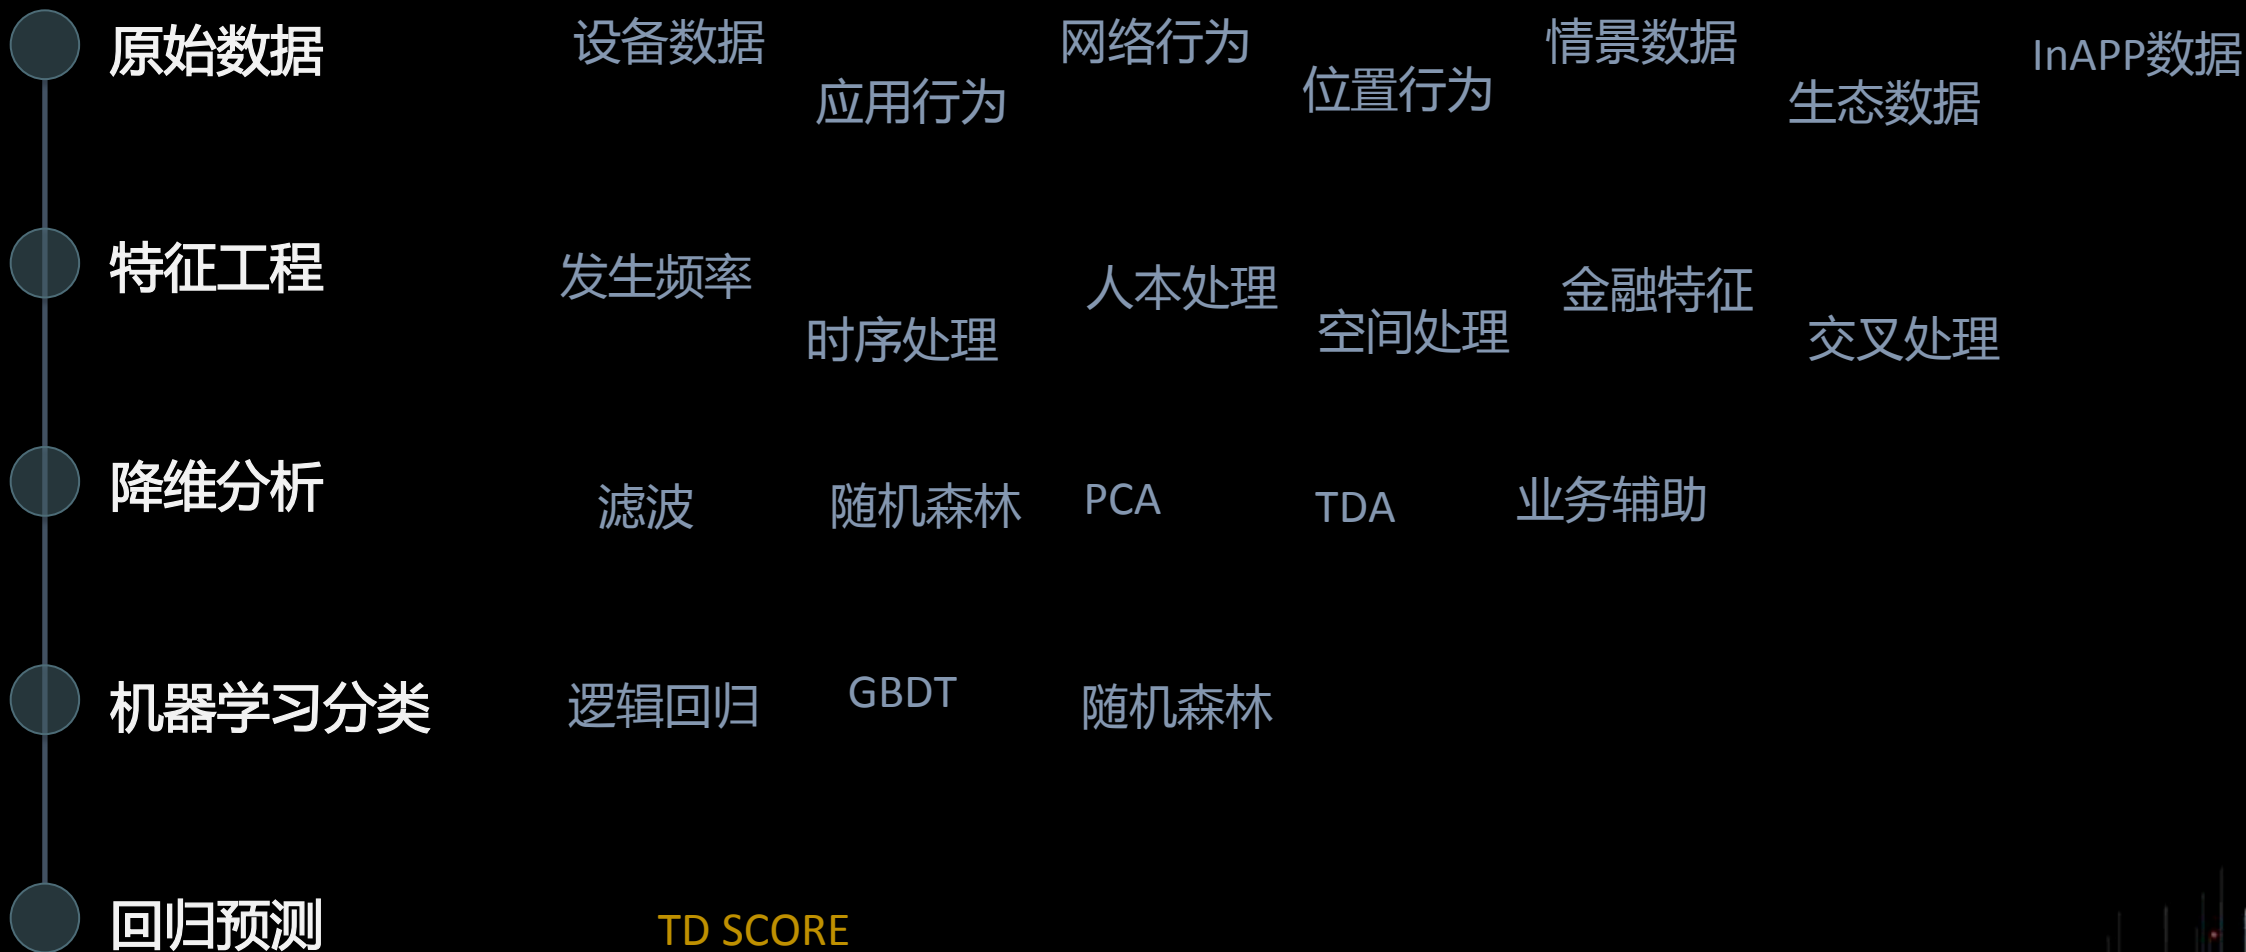 原始数据
设备数据
应用行为
网络行为
位置行为
情景数据
生态数据
InAPP数据
特征工程
发生频率
时序处理
人本处理
空间处理
金融特征
交叉处理
降维分析
滤波
随机森林
PCA
TDA
业务辅助
机器学习分类
逻辑回归
GBDT
随机森林
回归预测
TD SCORE